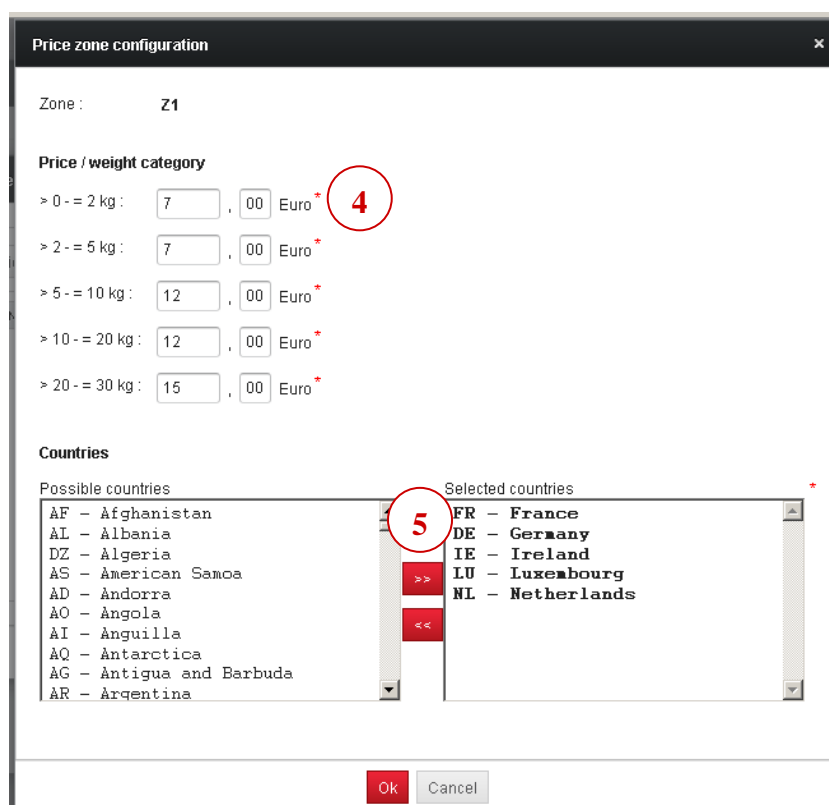 Price zone configuration ×
Zone : Z1
Price / weight category
> 0 - = 2 kg : 7 , 00 Euro * 4
> 2 - = 5 kg : 7 , 00 Euro *
> 5 - = 10 kg : 12 , 00 Euro *
> 10 - = 20 kg : 12 , 00 Euro *
> 20 - = 30 kg : 15 , 00 Euro *
Countries
Possible countries
AF – Afghanistan
AL – Albania
DZ – Algeria
AS – American Samoa
AD – Andorra
AO – Angola
AI – Anguilla
AQ – Antarctica
AG – Antigua and Barbuda
AR – Argentina
5
>>
<<
Selected countries *
FR – France
DE – Germany
IE – Ireland
LU – Luxembourg
NL – Netherlands
Ok Cancel